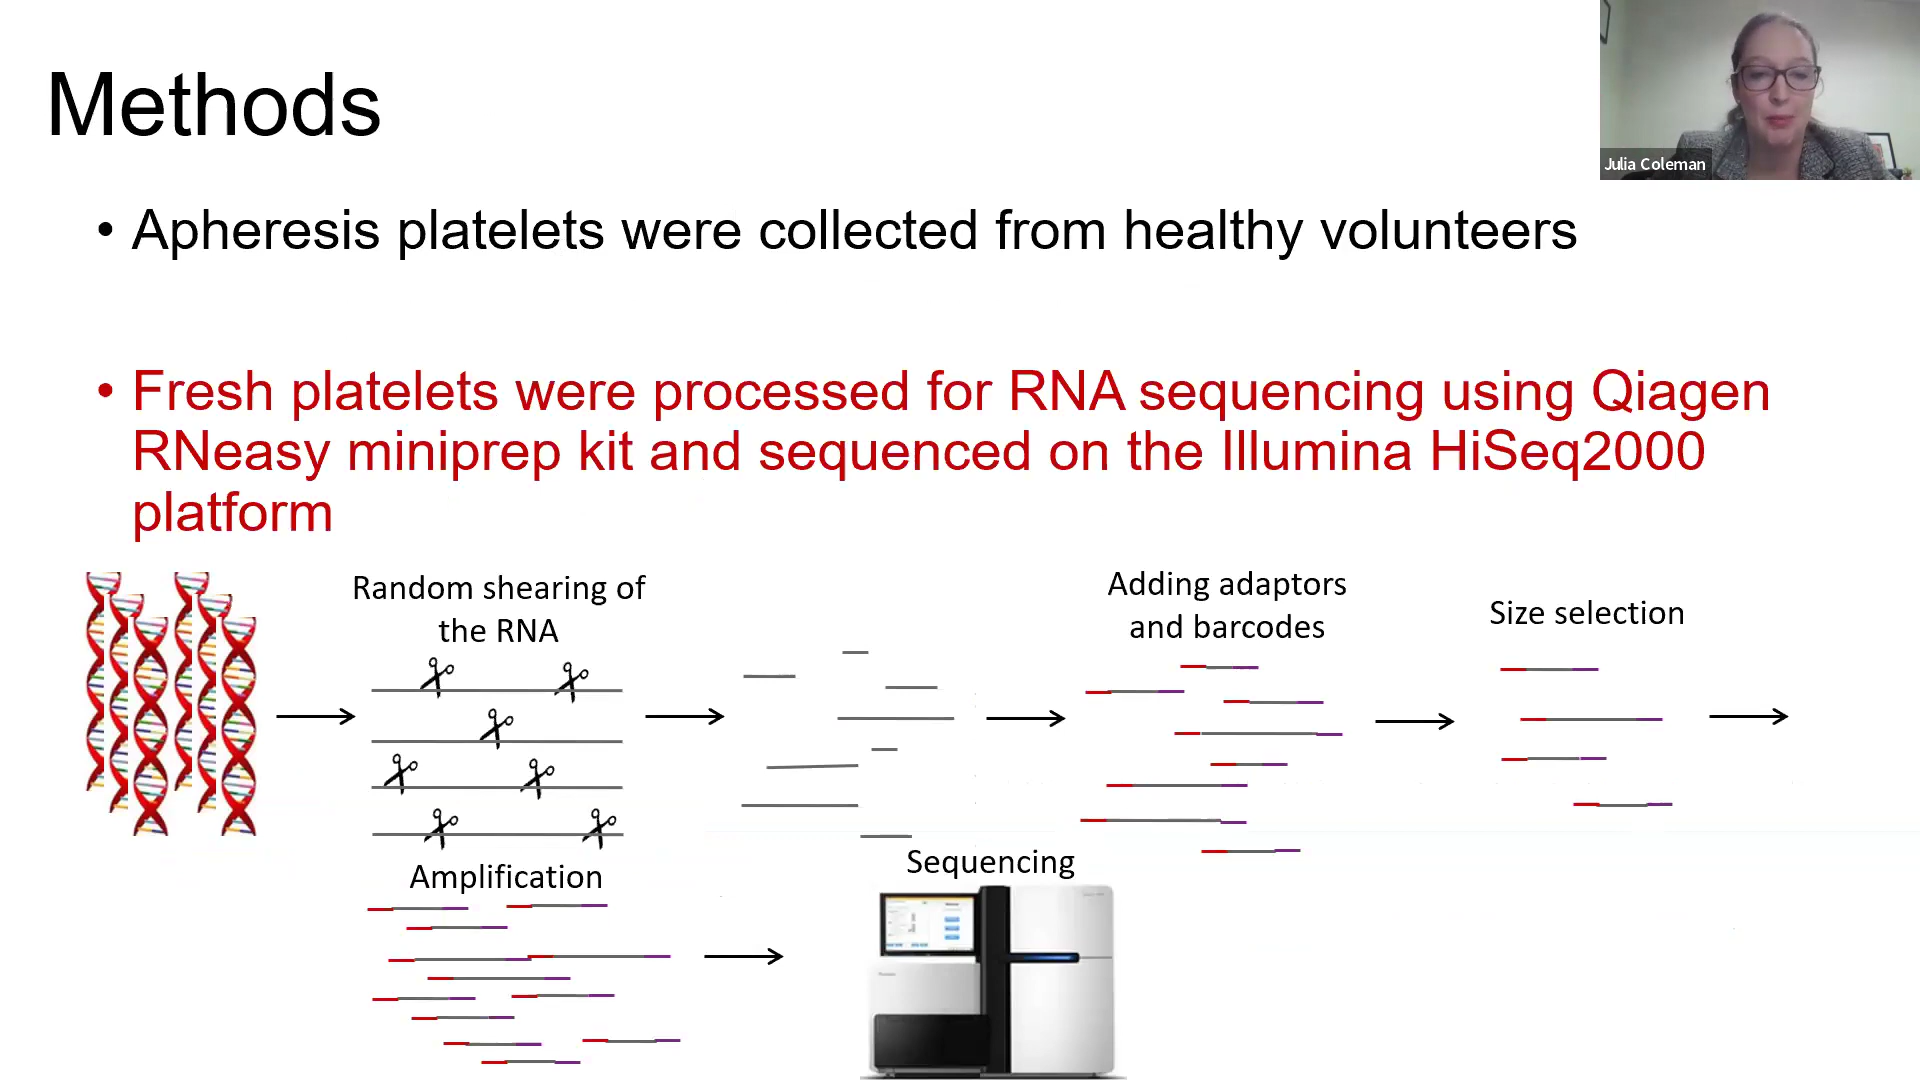 Methods
Julia Coleman
• Apheresis platelets were collected from healthy volunteers
• Fresh platelets were processed for RNA sequencing using Qiagen
RNeasy miniprep kit and sequenced on the Illumina HiSeq2000
platform
Random shearing of
the RNA
Adding adaptors
and barcodes
Size selection
Amplification
Sequencing